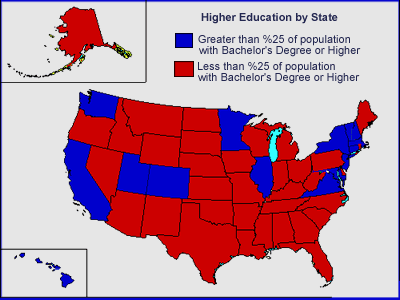 Higher Education by State
Greater than %25 of population
with Bachelor's Degree or Higher
Less than %25 of population
with Bachelor's Degree or Higher